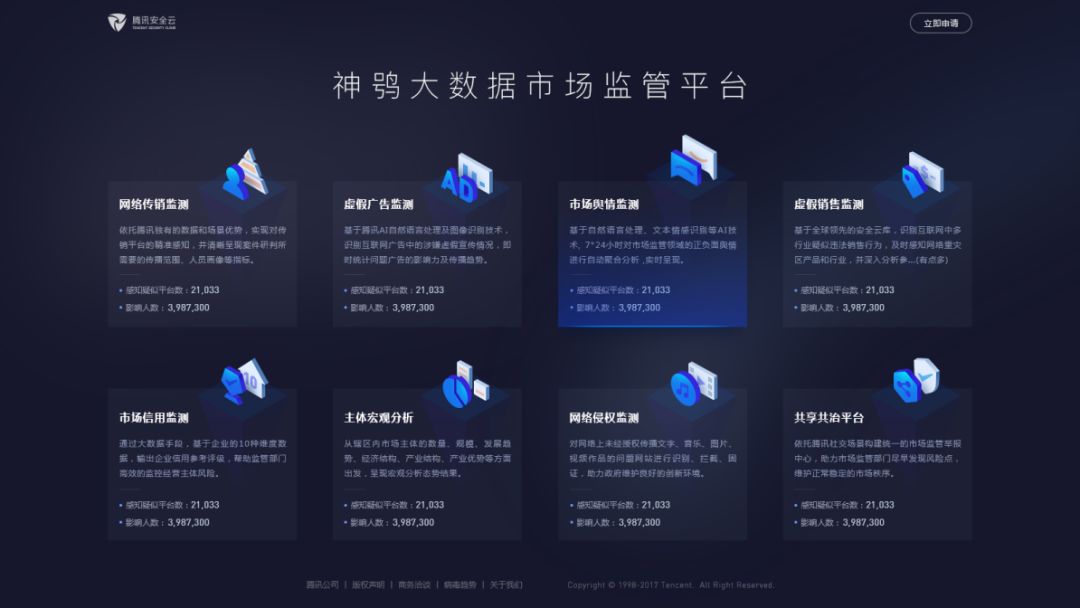 腾讯安全云
TENCENT SECURITY CLOUD
立即申请
神鸮大数据市场监管平台
网络传销监测
依托腾讯独有的数据和场景优势，实现对传
销平台的精准感知，并清晰呈现案件研判所
需要的传播范围、人员画像等指标。
感知疑似平台数：21,033
影响人数：3,987,300
虚假广告监测
基于腾讯AI自然语言处理及图像识别技术，
识别互联网广告中的涉嫌虚假宣传情况，即
时统计问题广告的影响力及传播趋势。
感知疑似平台数：21,033
影响人数：3,987,300
市场舆情监测
基于自然语言处理、文本情感识别等AI技
术，7*24小时对市场监管领域的正负面舆情
进行自动聚合分析 ,实时呈现。
感知疑似平台数：21,033
影响人数：3,987,300
虚假销售监测
基于全球领先的安全云库，识别互联网中多
行业疑似违法销售行为，及时感知网络重灾
区产品和行业，并深入分析参...(有点多)
感知疑似平台数：21,033
影响人数：3,987,300
市场信用监测
通过大数据手段，基于企业的10种维度数
据，输出企业信用参考评级，帮助监管部门
高效的监控经营主体风险。
感知疑似平台数：21,033
影响人数：3,987,300
主体宏观分析
从辖区内市场主体的数量、规模、发展趋
势、经济结构、产业结构、产业优势等方面
出发，呈现宏观分析态势结果。
感知疑似平台数：21,033
影响人数：3,987,300
网络侵权监测
对网络上未经授权传播文字、音乐、图片、
视频作品的问题网站进行识别、拦截、固
证，助力政府维护良好的创新环境。
感知疑似平台数：21,033
影响人数：3,987,300
共享共治平台
依托腾讯社交场景构建统一的市场监管举报
中心，助力市场监管部门尽早发现风险点，
维护正常稳定的市场秩序。
感知疑似平台数：21,033
影响人数：3,987,300
腾讯公司 | 版权声明 | 商务洽谈 | 病毒趋势 | 关于我们
Copyright © 1998-2017 Tencent. All Right Reserved.